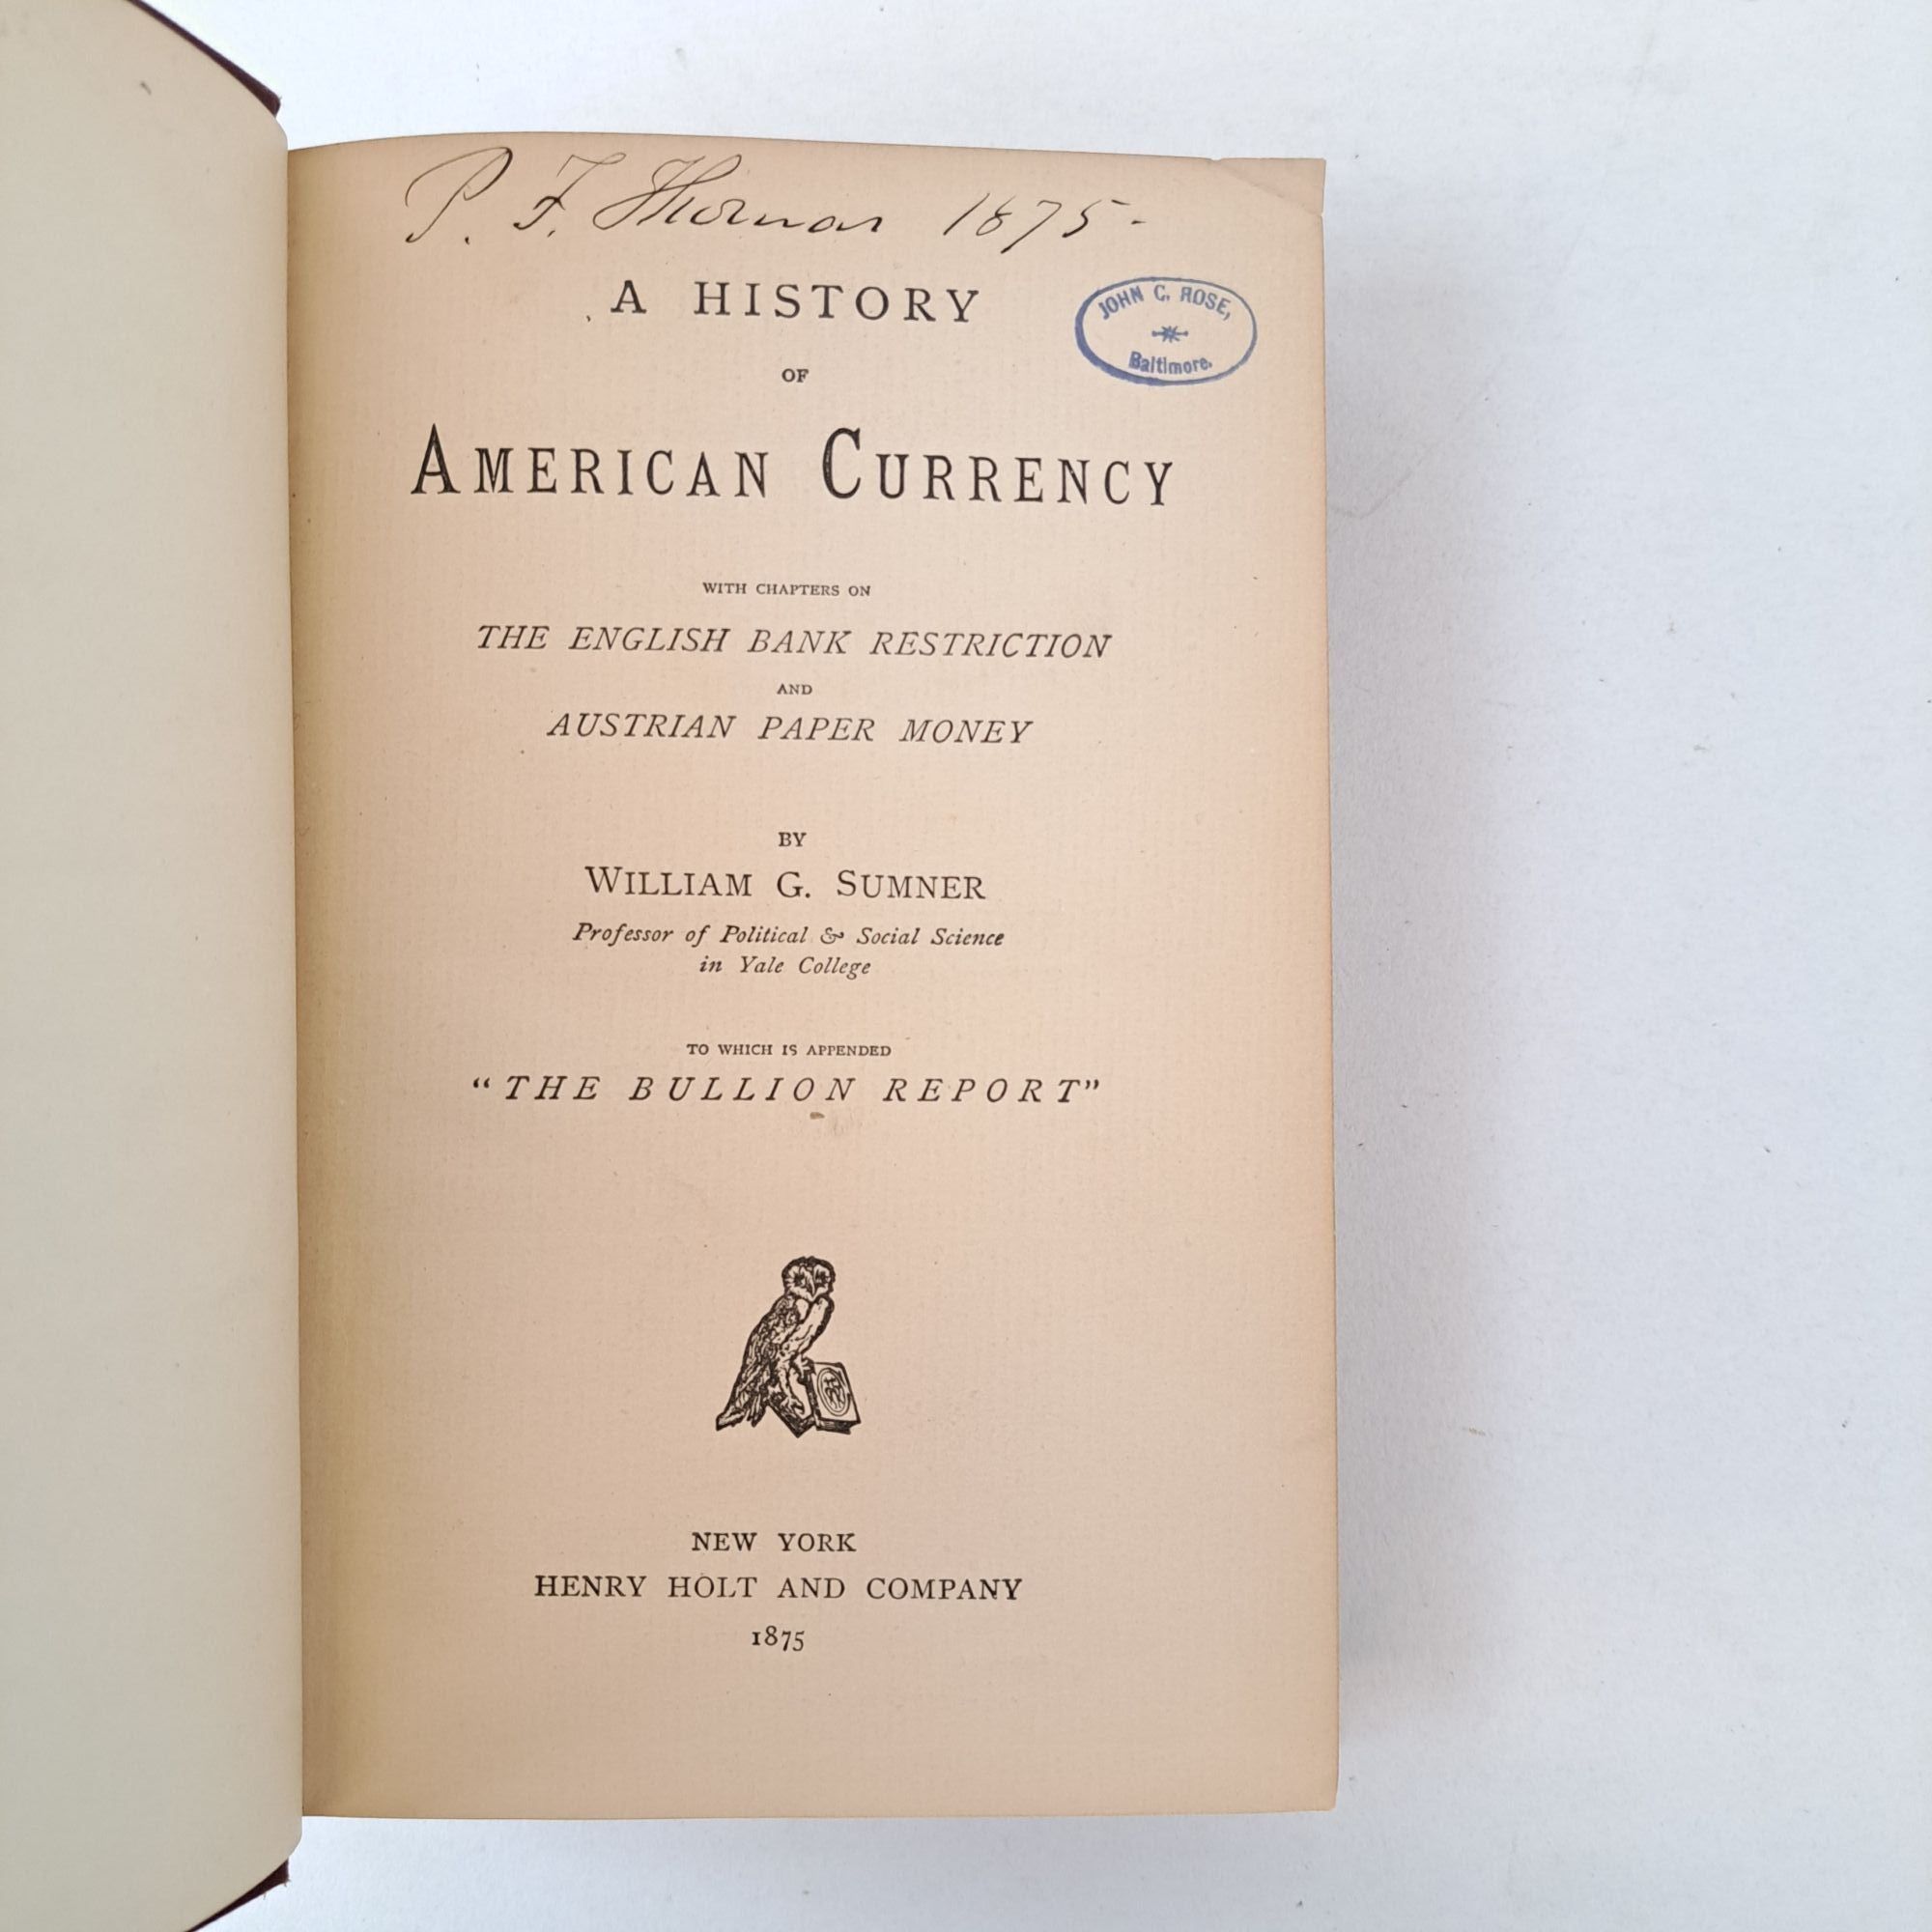 P. F. Thomas 1875-
A HISTORY
JOHN C. ROSE,
Baltimore.
OF
AMERICAN CURRENCY
WITH CHAPTERS ON
THE ENGLISH BANK RESTRICTION
AND
AUSTRIAN PAPER MONEY
BY
WILLIAM G. SUMNER
Professor of Political & Social Science
in Yale College
TO WHICH IS APPENDED
"THE BULLION REPORT"
NEW YORK
HENRY HOLT AND COMPANY
1875